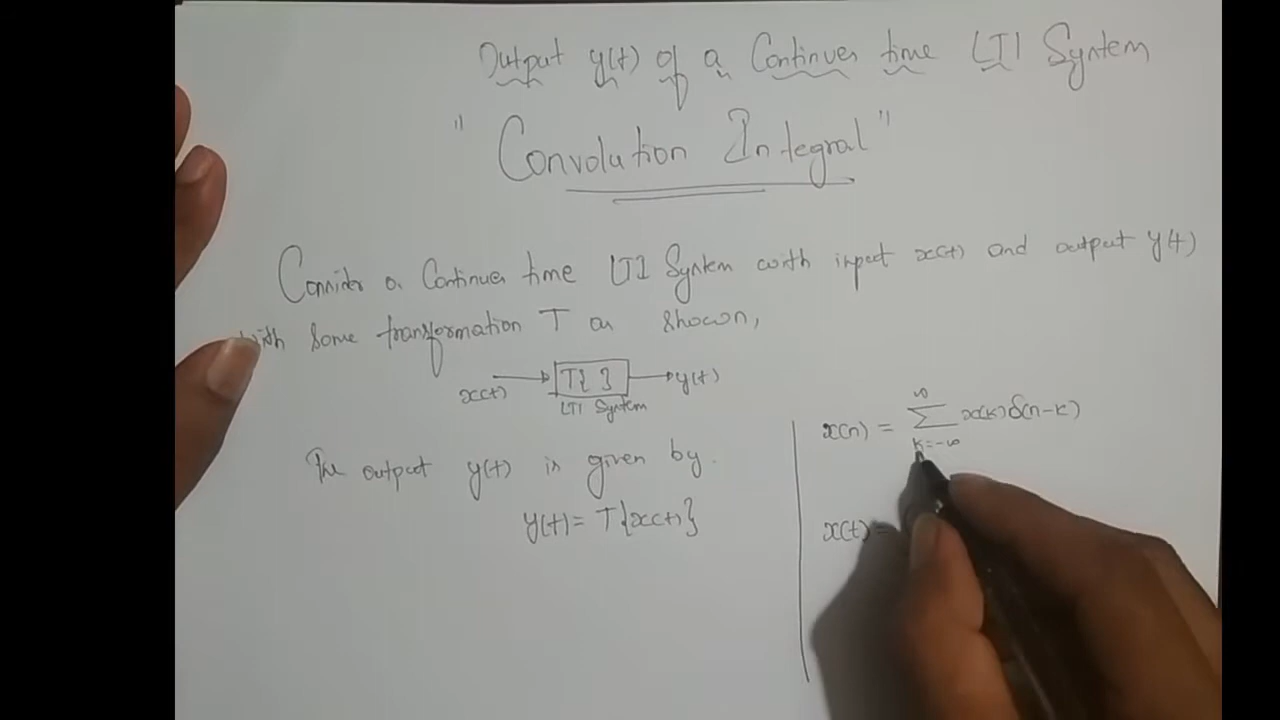 Output y(t) of a Continues time LTI System
"Convolution Integral"
Consider a Continues time LTI System with input x(t) and output y(t)
with Some transformation T as shown,
x(t) T{ } y(t)
LTI System
The output y(t) is given by.
y(t) = T{x(t)}
∞
x(n) = ∑ x(k) δ(n-k)
k=-∞
x(t) =